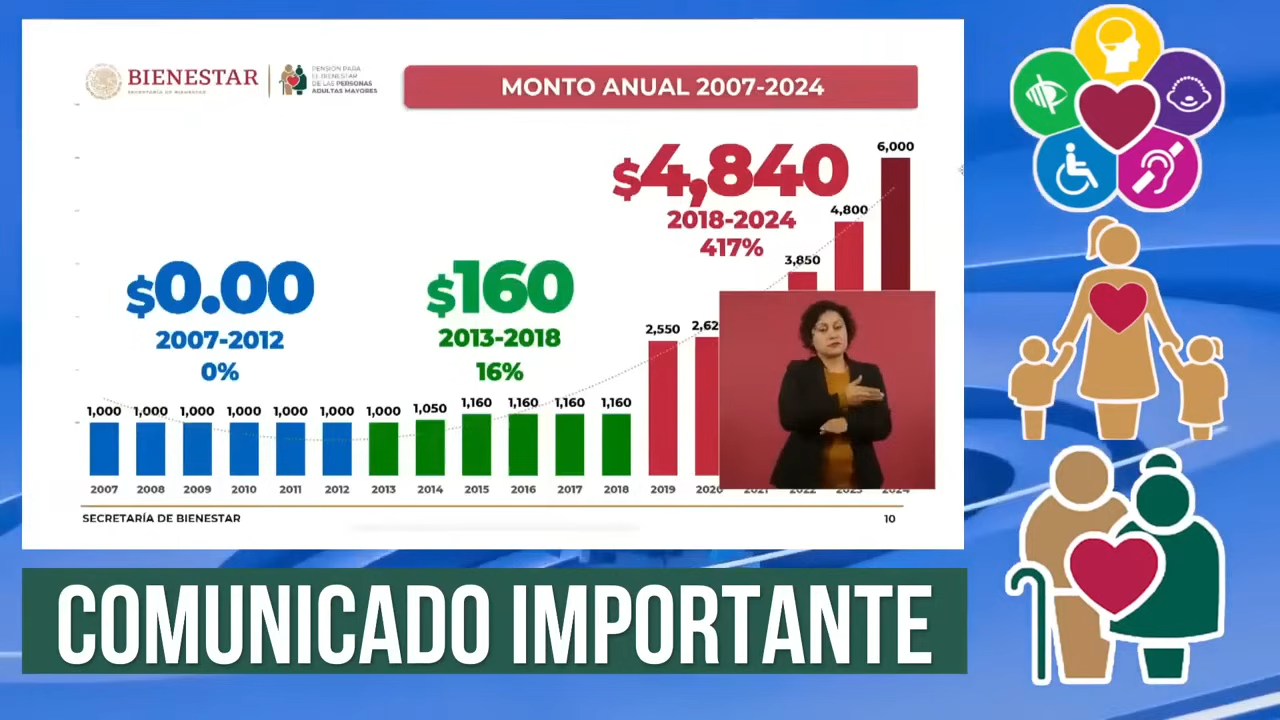 BIENESTAR
SECRETARÍA DE BIENESTAR
PENSIÓN PARA
EL BIENESTAR
DE LAS PERSONAS
ADULTAS MAYORES
MONTO ANUAL 2007-2024
$4,840
2018-2024
417%
$0.00
2007-2012
0%
$160
2013-2018
16%
1,000 1,000 1,000 1,000 1,000 1,000 1,000 1,050 1,160 1,160 1,160 1,160 2,550 2,62 3,850 4,800 6,000
2007 2008 2009 2010 2011 2012 2013 2014 2015 2016 2017 2018 2019 2020 2021 2022 2023 2024
SECRETARÍA DE BIENESTAR
10
COMUNICADO IMPORTANTE